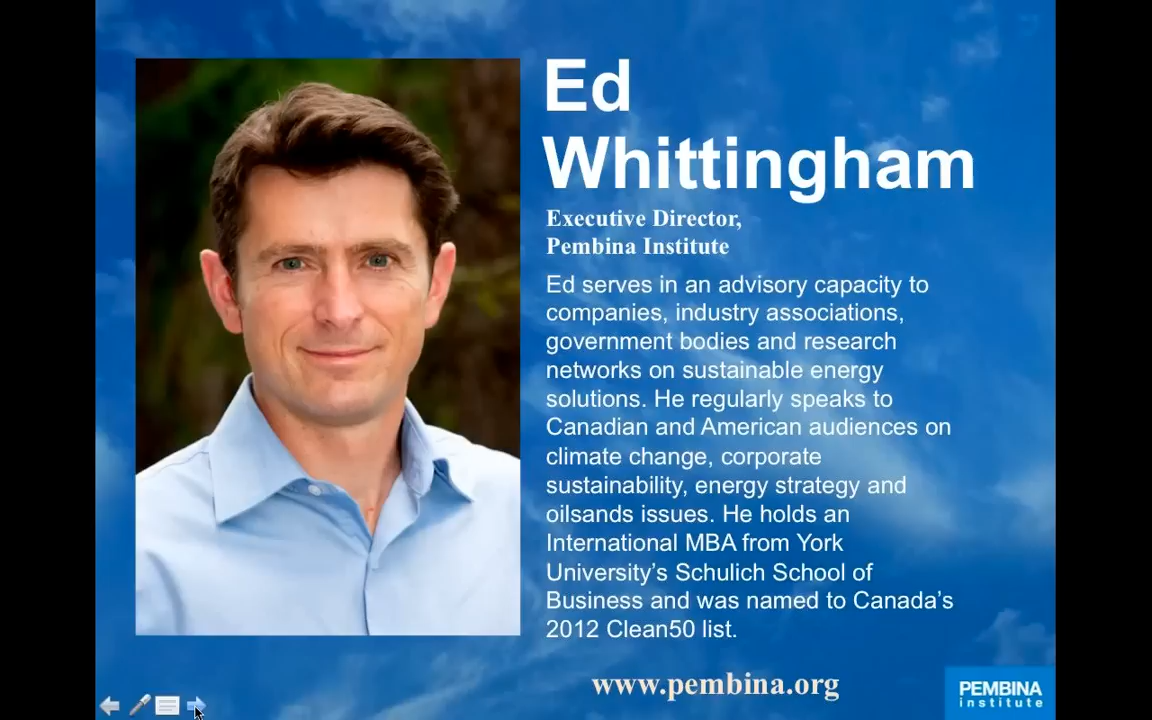 Ed
Whittingham
Executive Director,
Pembina Institute
Ed serves in an advisory capacity to
companies, industry associations,
government bodies and research
networks on sustainable energy
solutions. He regularly speaks to
Canadian and American audiences on
climate change, corporate
sustainability, energy strategy and
oilsands issues. He holds an
International MBA from York
University’s Schulich School of
Business and was named to Canada’s
2012 Clean50 list.
www.pembina.org
PEMBINA
institute